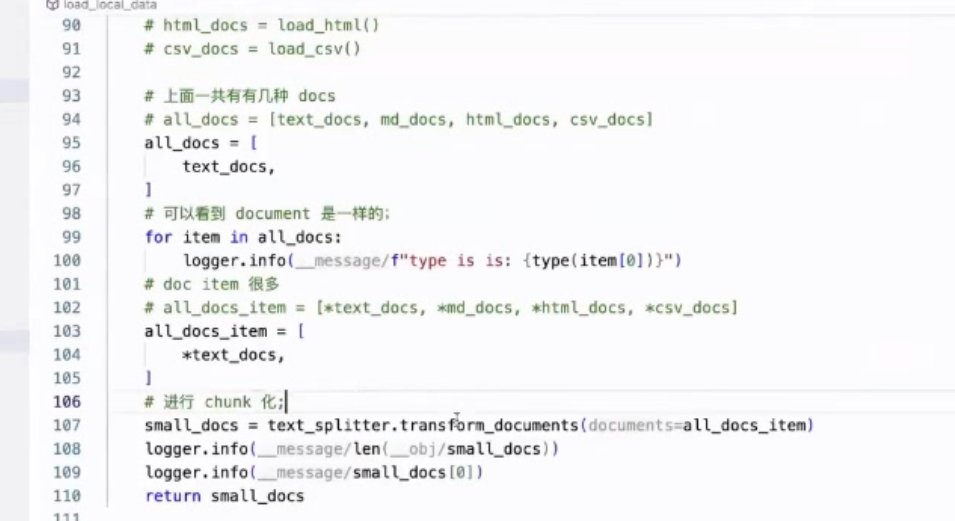 load_local_data
90 # html_docs = load_html()
91 # csv_docs = load_csv()
92
93 # 上面一共有有几种 docs
94 # all_docs = [text_docs, md_docs, html_docs, csv_docs]
95 all_docs = [
96 text_docs,
97 ]
98 # 可以看到 document 是一样的;
99 for item in all_docs:
100 logger.info(__message/f"type is is: {type(item[0])}")
101 # doc item 很多
102 # all_docs_item = [*text_docs, *md_docs, *html_docs, *csv_docs]
103 all_docs_item = [
104 *text_docs,
105 ]
106 # 进行 chunk 化;
107 small_docs = text_splitter.transform_documents(documents=all_docs_item)
108 logger.info(__message/len(__obj/small_docs))
109 logger.info(__message/small_docs[0])
110 return small_docs
111